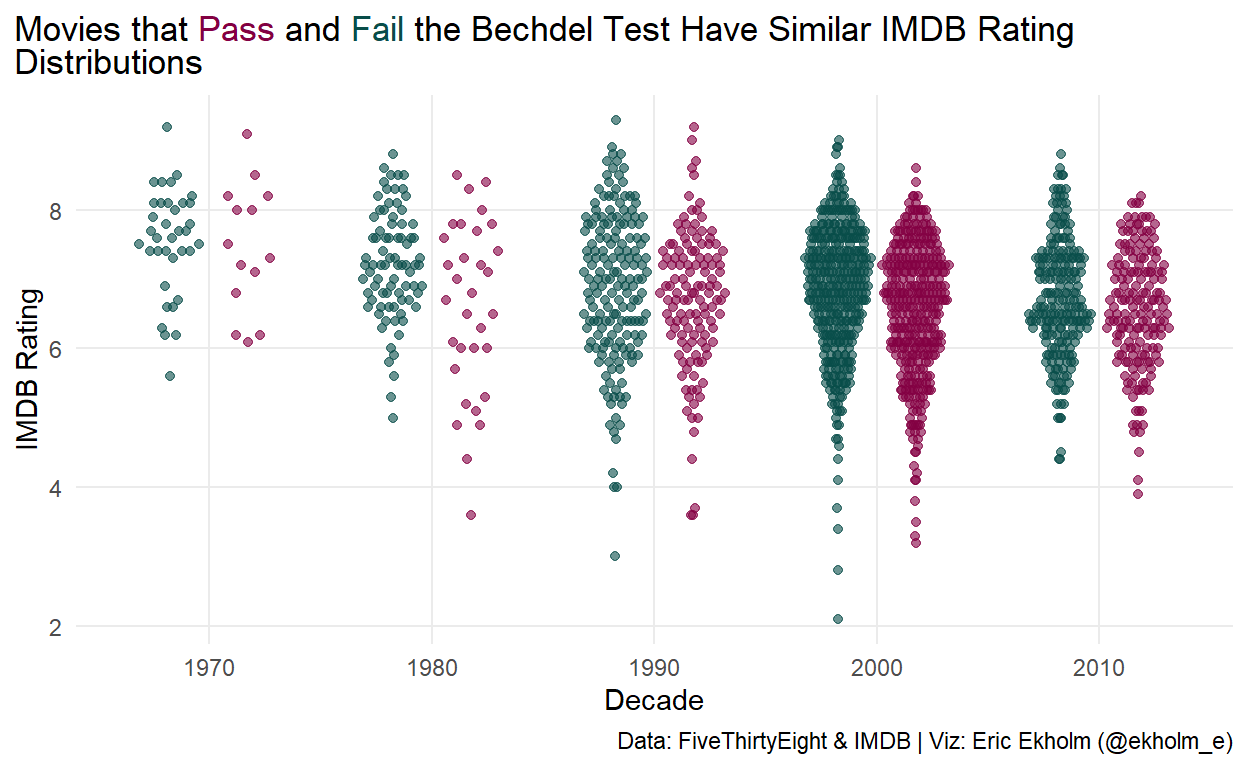 Movies that Pass and Fail the Bechdel Test Have Similar IMDB Rating
Distributions
IMDB Rating
8
6
4
2
1970
1980
1990
2000
2010
Decade
Data: FiveThirtyEight & IMDB | Viz: Eric Ekholm (@ekholm_e)